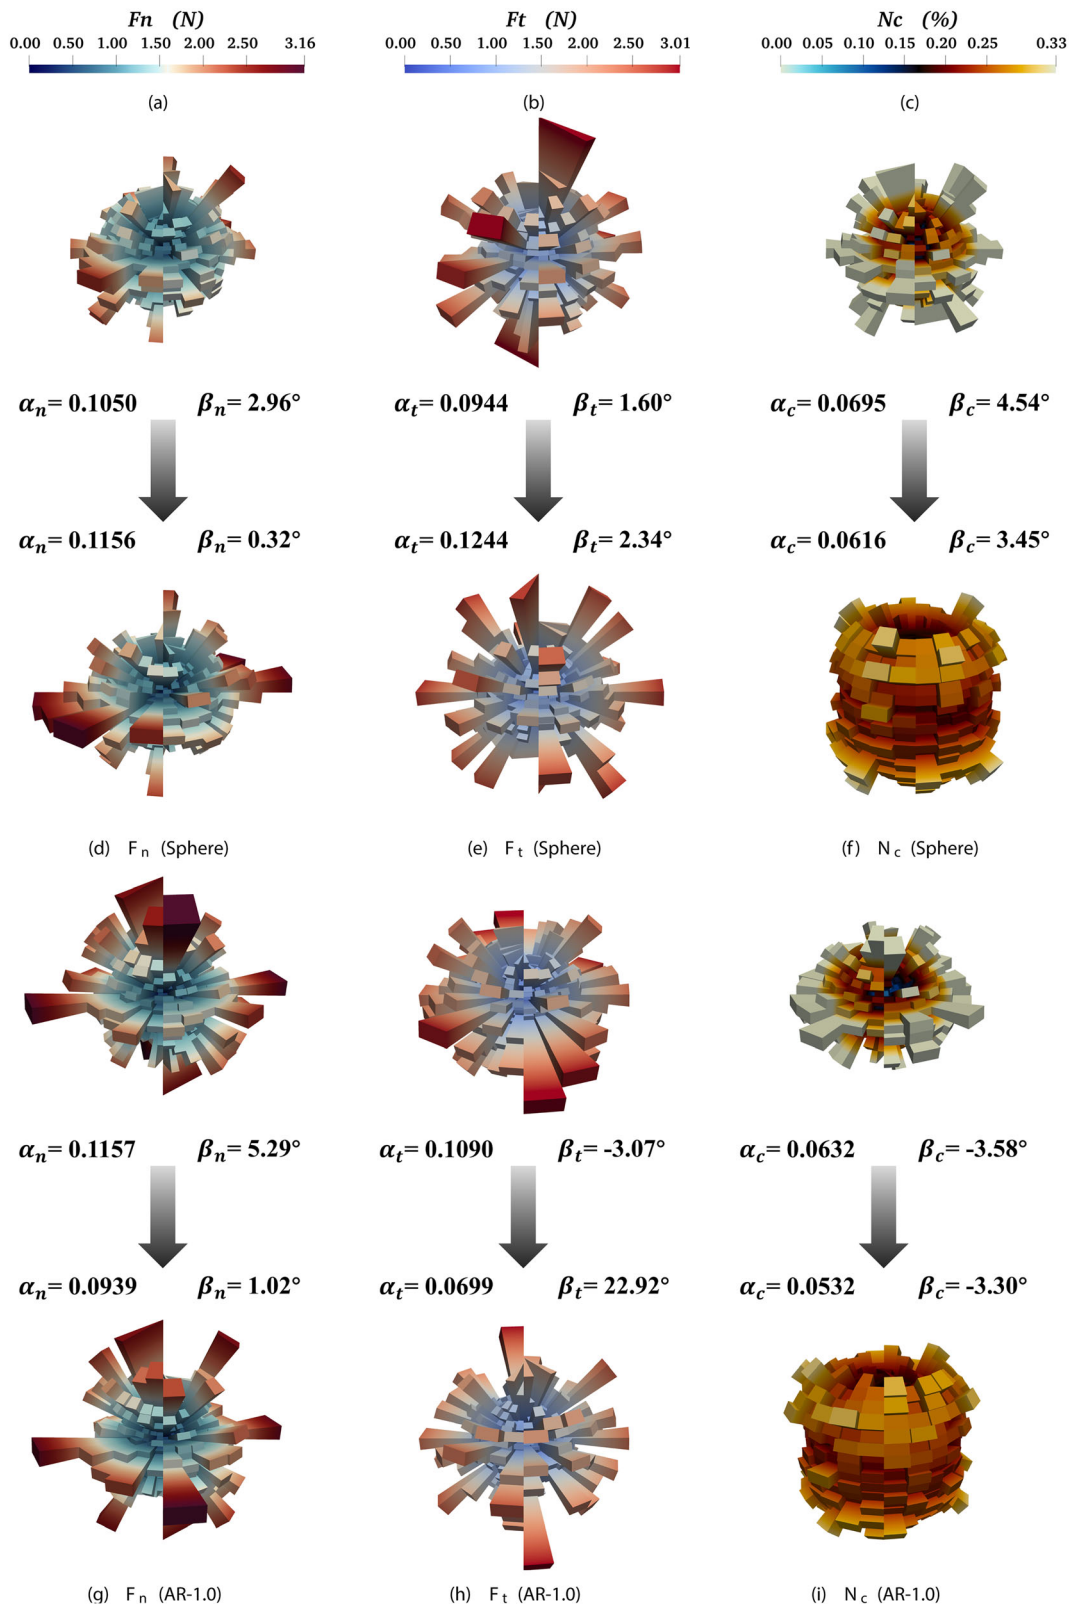 Fn (N) Ft (N) Nc (%)
0.00 0.50 1.00 1.50 2.00 2.50 3.16 0.00 0.50 1.00 1.50 2.00 2.50 3.01 0.00 0.05 0.10 0.15 0.20 0.25 0.33
(a) (b) (c)
αn= 0.1050 βn= 2.96° αt= 0.0944 βt= 1.60° αc= 0.0695 βc= 4.54°
αn= 0.1156 βn= 0.32° αt= 0.1244 βt= 2.34° αc= 0.0616 βc= 3.45°
(d) Fn (Sphere) (e) Ft (Sphere) (f) Nc (Sphere)
αn= 0.1157 βn= 5.29° αt= 0.1090 βt= -3.07° αc= 0.0632 βc= -3.58°
αn= 0.0939 βn= 1.02° αt= 0.0699 βt= 22.92° αc= 0.0532 βc= -3.30°
(g) Fn (AR-1.0) (h) Ft (AR-1.0) (i) Nc (AR-1.0)